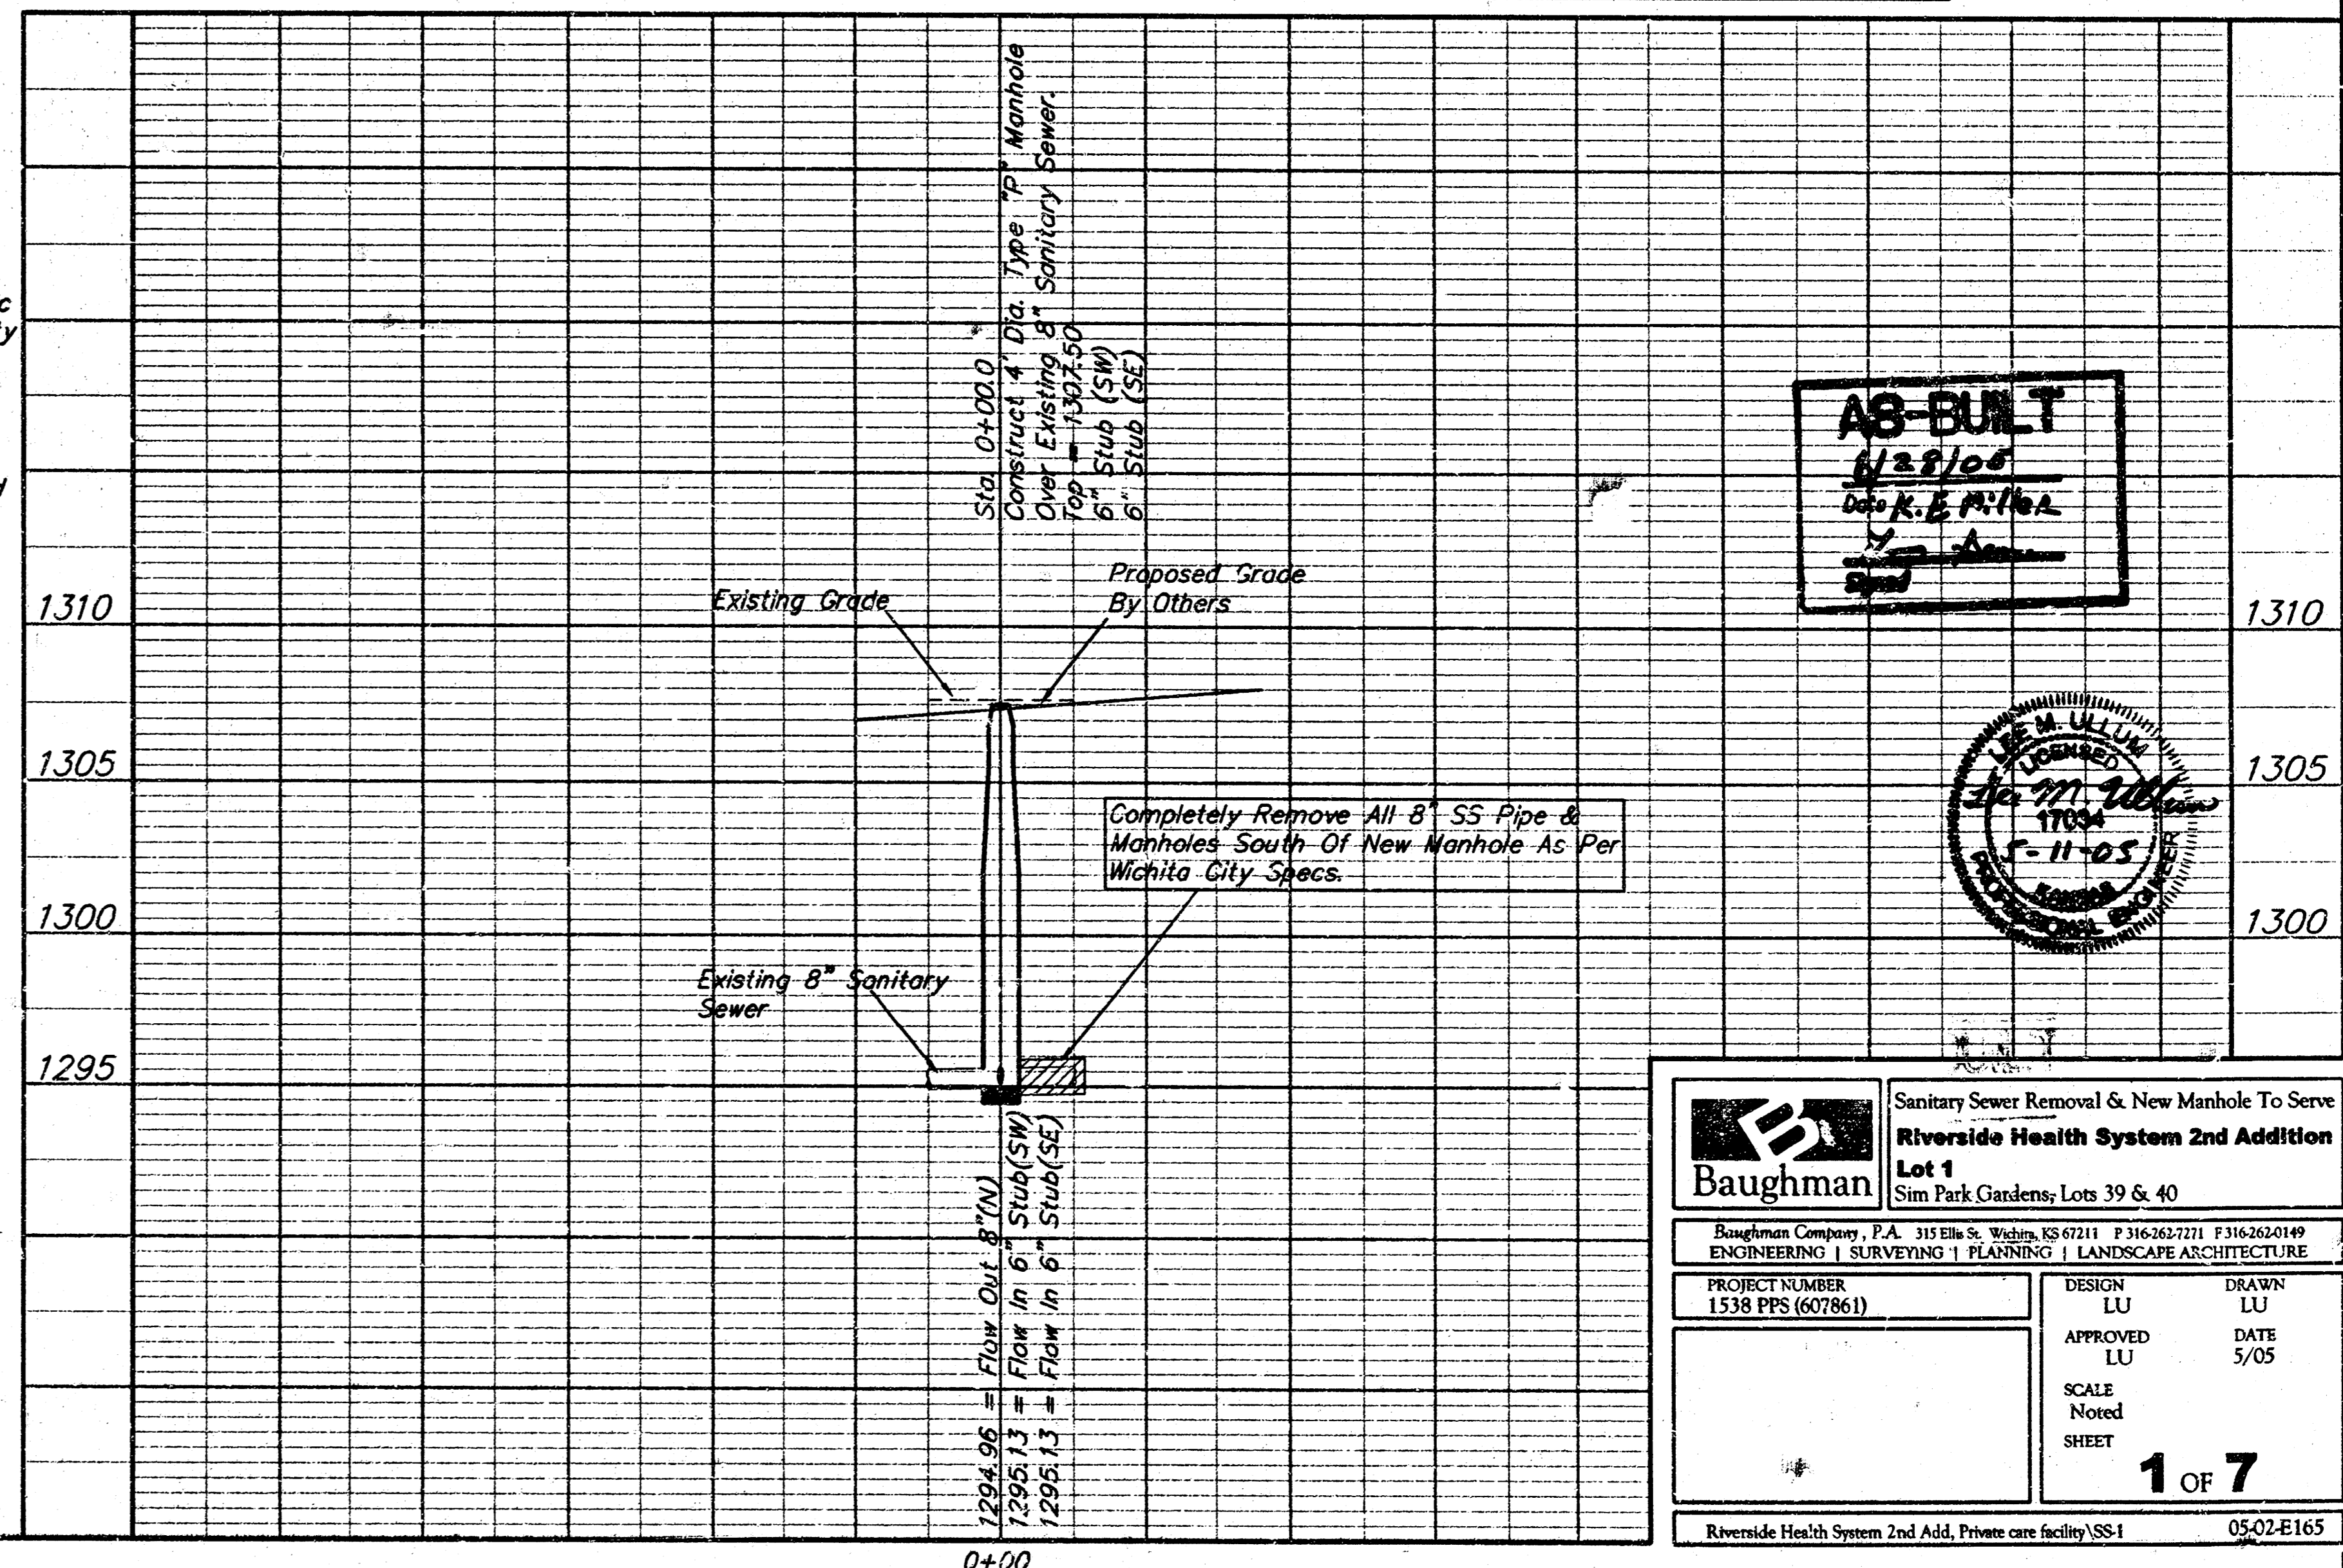 Sta. 0+00.0
Construct 4' Dia. Type "P" Manhole
Over Existing 8" Sanitary Sewer.
Top = 1307.50
6" Stub (SW)
6" Stub (SE)
AS-BUILT
6/28/05
Date K. E. Miller
Signed
Existing Grade
Proposed Grade
By Others
1310
1310
1305
1305
1300
1300
1295
LEE M. ULLUM
LICENSED
Lee M. Ullum
17034
5-11-05
KANSAS
PROFESSIONAL ENGINEER
Completely Remove All 8" SS Pipe &
Manholes South Of New Manhole As Per
Wichita City Specs.
Existing 8" Sanitary
Sewer
1294.96 = Flow Out 8"(N)
1295.13 = Flow In 6" Stub(SW)
1295.13 = Flow In 6" Stub(SE)
0+00
Baughman
Sanitary Sewer Removal & New Manhole To Serve
Riverside Health System 2nd Addition
Lot 1
Sim Park Gardens, Lots 39 & 40
Baughman Company, P.A. 315 Ellis St. Wichita, KS 67211 P 316-262-7271 F 316-262-0149
ENGINEERING | SURVEYING | PLANNING | LANDSCAPE ARCHITECTURE
PROJECT NUMBER
1538 PPS (607861)
DESIGN DRAWN
LU LU
APPROVED DATE
LU 5/05
SCALE
Noted
SHEET
1 OF 7
Riverside Health System 2nd Add, Private care facility\SS-1 05-02-E165